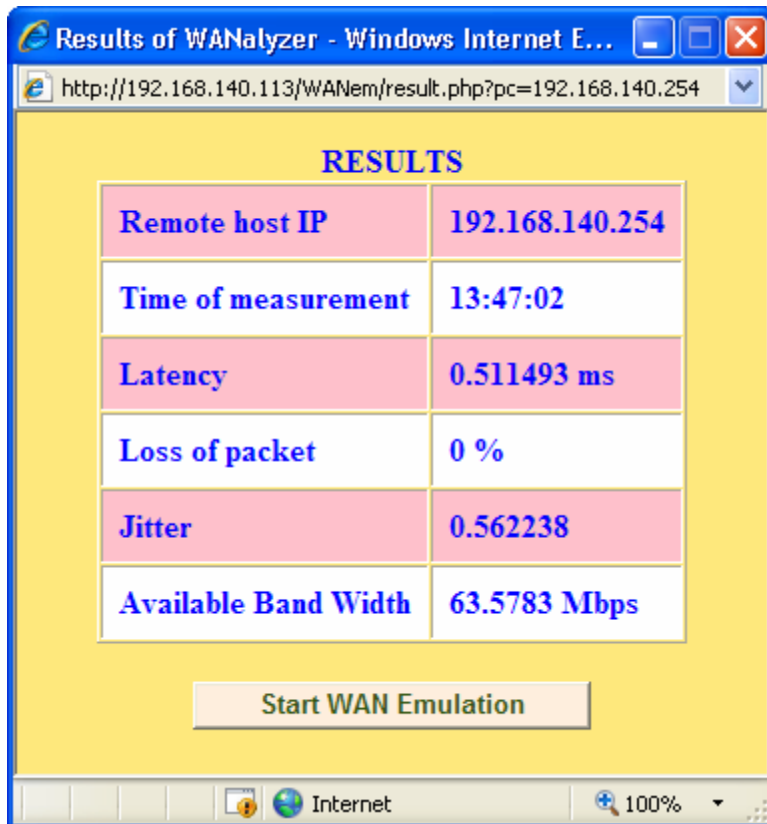 Results of WANalyzer - Windows Internet E...
http://192.168.140.113/WANem/result.php?pc=192.168.140.254
RESULTS
Remote host IP 192.168.140.254
Time of measurement 13:47:02
Latency 0.511493 ms
Loss of packet 0 %
Jitter 0.562238
Available Band Width 63.5783 Mbps
Start WAN Emulation
Internet 100%